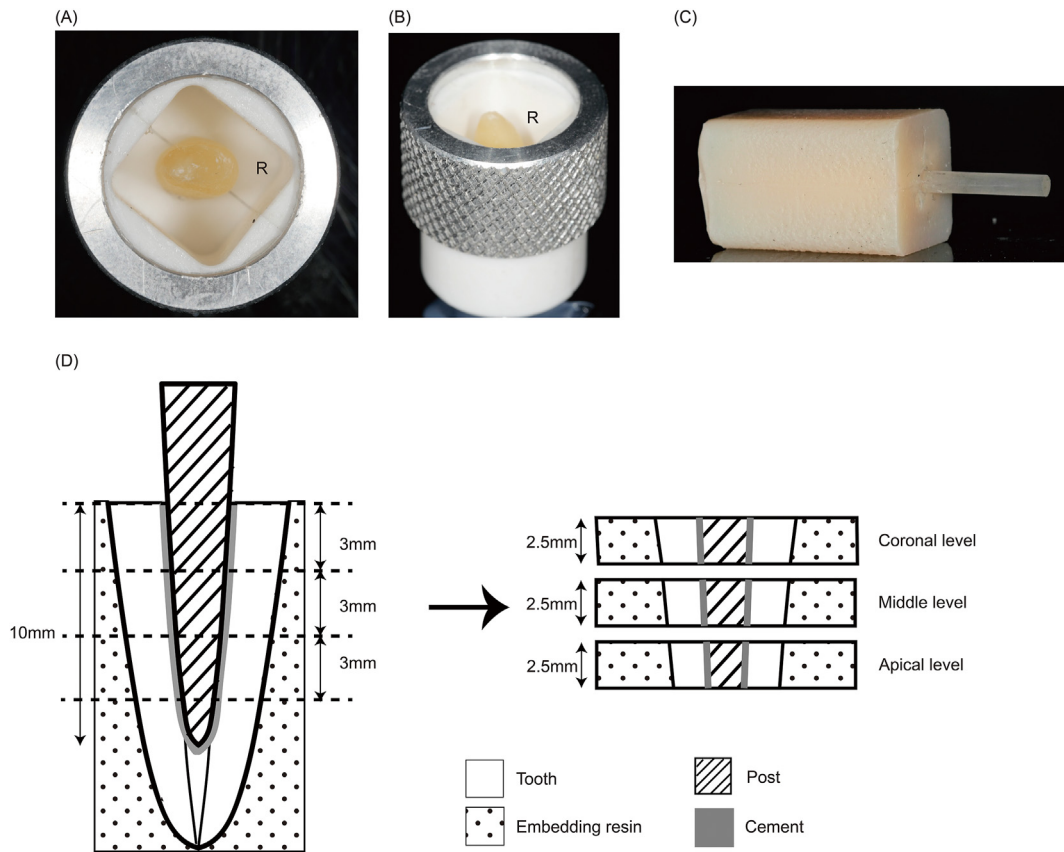 (A)
(B)
(C)
R
R
(D)
10mm
3mm
3mm
3mm
2.5mm
Coronal level
2.5mm
Middle level
2.5mm
Apical level
Tooth
Post
Embedding resin
Cement